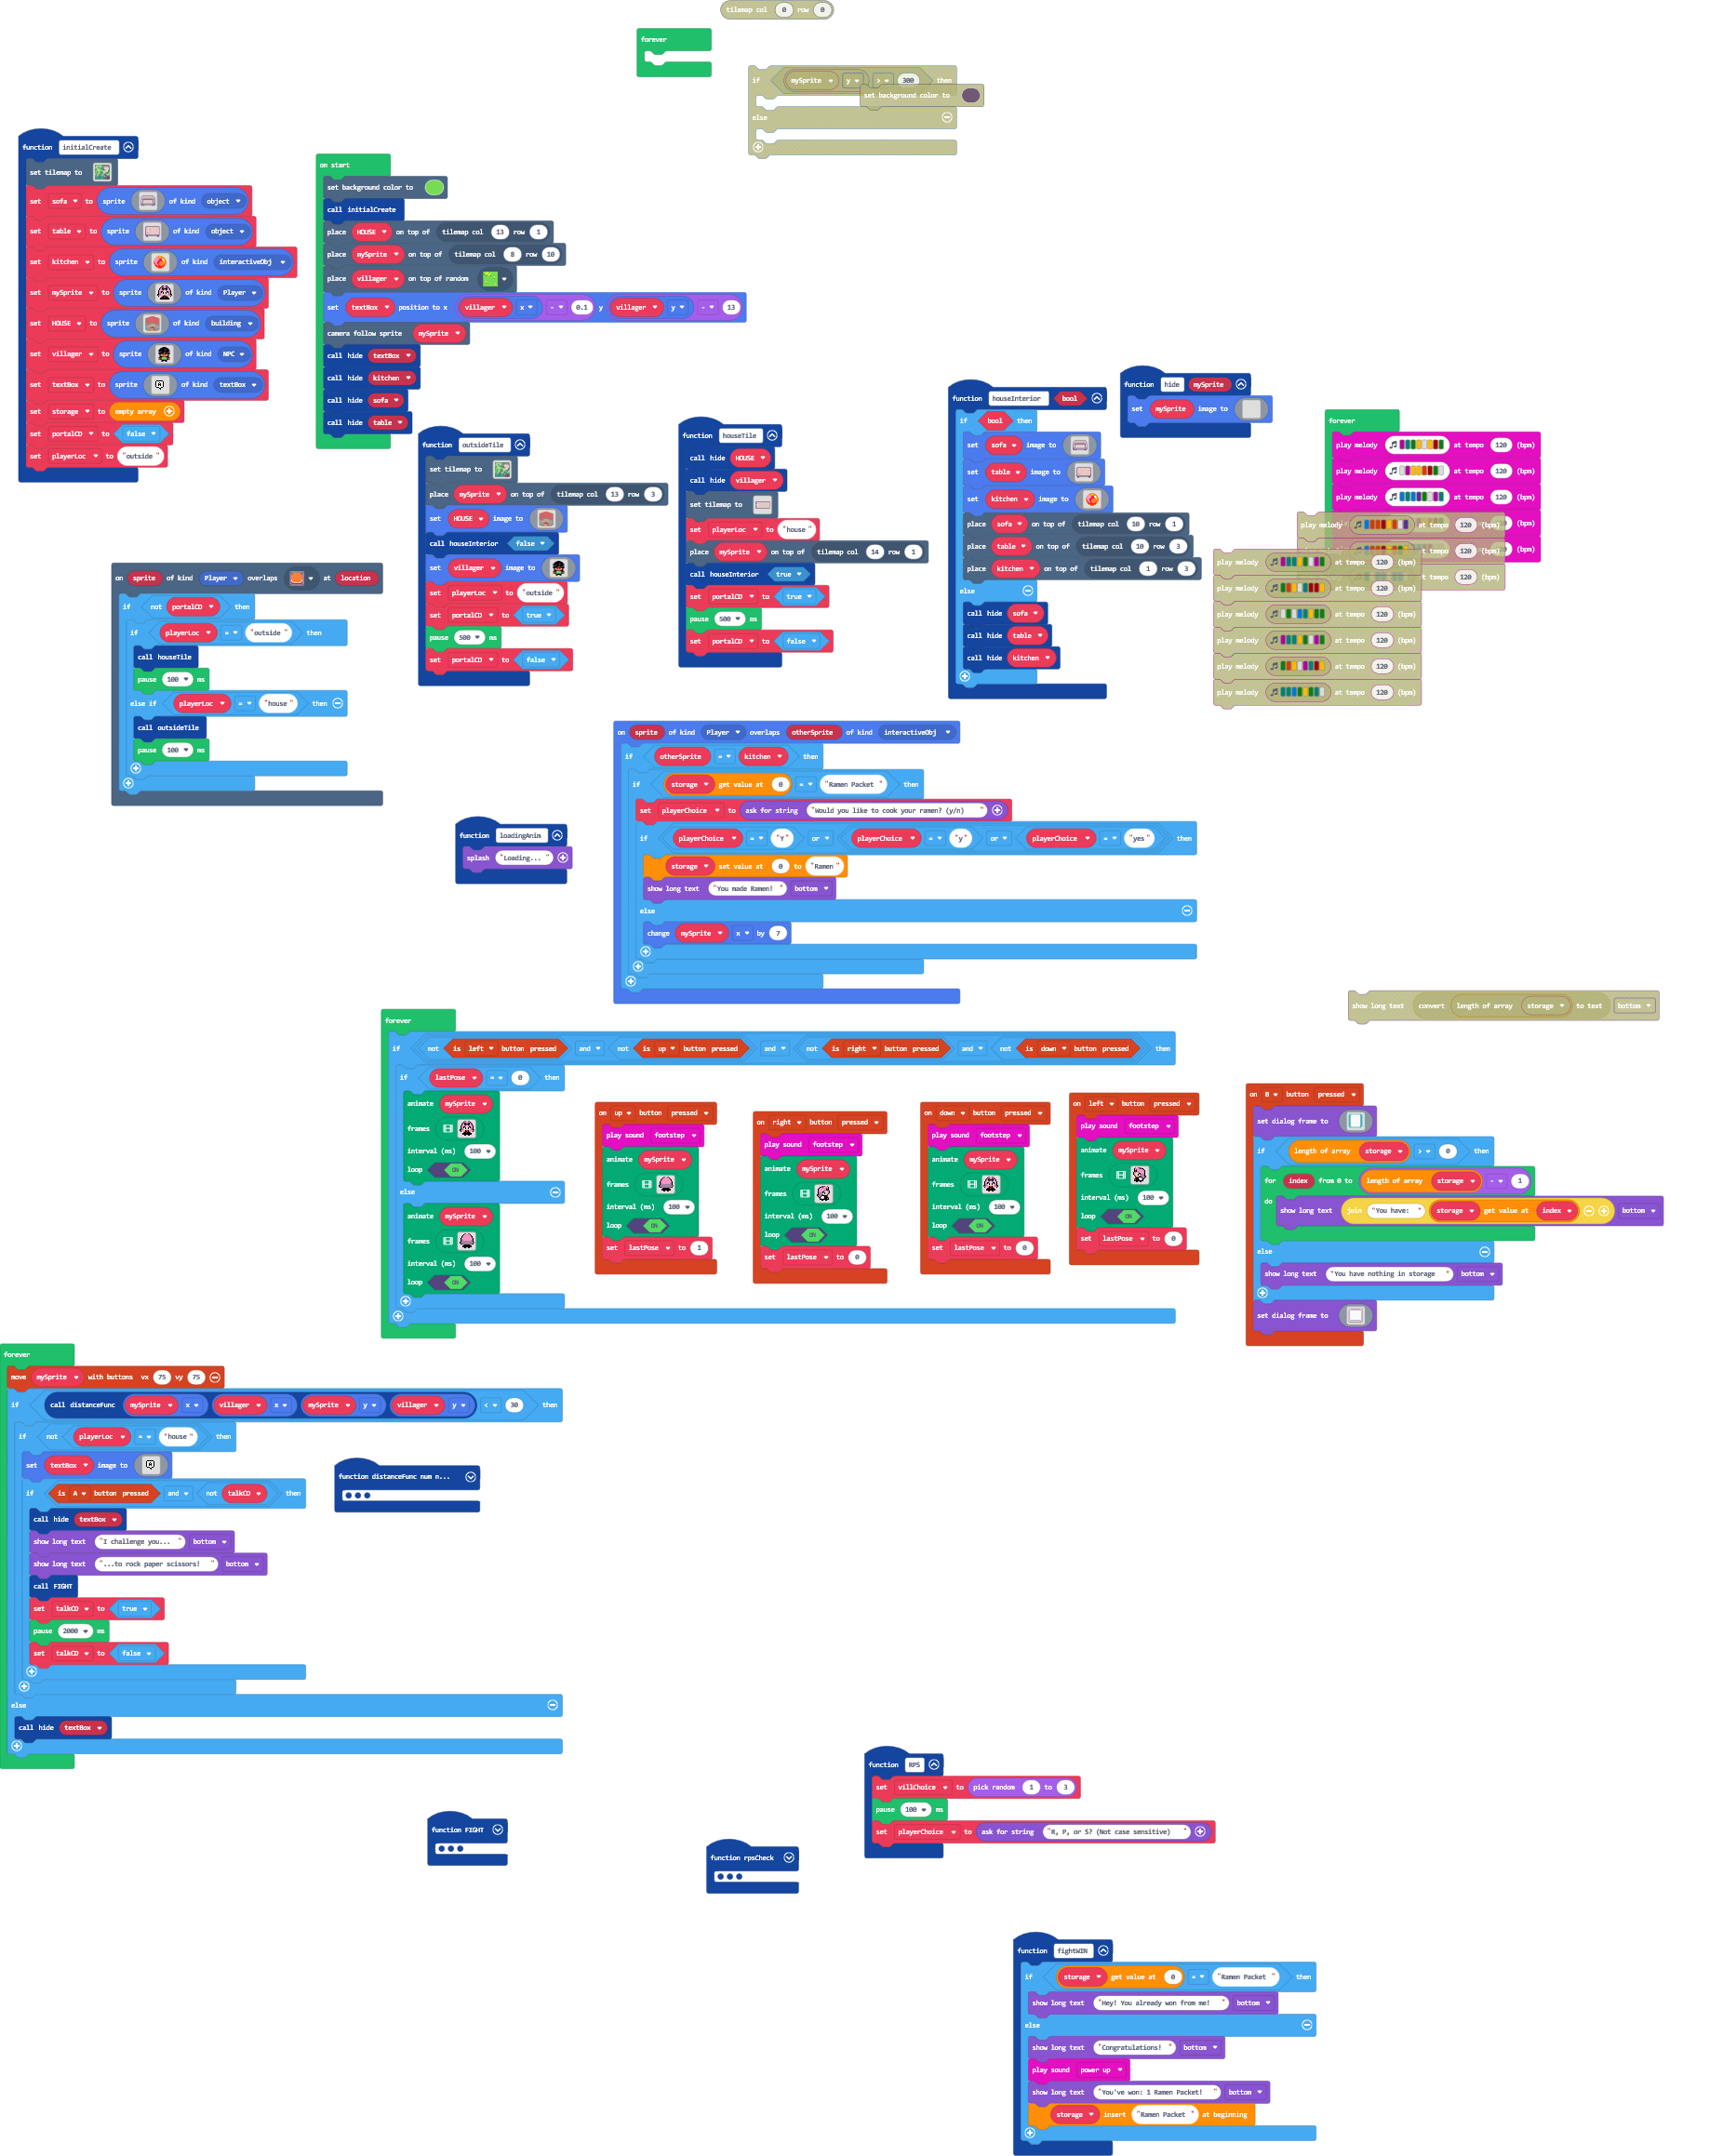 tilemap col 0 row 0
forever
if mySprite y > 300 then
set background color to
else
function initialCreate
set tilemap to
set sofa to sprite of kind object
set table to sprite of kind object
set kitchen to sprite of kind interactiveObj
set mySprite to sprite of kind Player
set HOUSE to sprite of kind building
set villager to sprite of kind NPC
set textBox to sprite of kind textBox
set storage to empty array
set portalCD to false
set playerLoc to "outside"
on start
set background color to
call initialCreate
place HOUSE on top of tilemap col 13 row 1
place mySprite on top of tilemap col 8 row 10
place villager on top of random
set textBox position to x villager x - 0.1 y villager y - 13
camera follow sprite mySprite
call hide textBox
call hide kitchen
call hide sofa
call hide table
function outsideTile
set tilemap to
place mySprite on top of tilemap col 13 row 3
set HOUSE image to
call houseInterior false
set villager image to
set playerLoc to "outside"
set portalCD to true
pause 500 ms
set portalCD to false
function houseTile
call hide HOUSE
call hide villager
set tilemap to
set playerLoc to "house"
place mySprite on top of tilemap col 14 row 1
call houseInterior true
set portalCD to true
pause 500 ms
set portalCD to false
function houseInterior bool
if bool then
set sofa image to
set table image to
set kitchen image to
place sofa on top of tilemap col 10 row 1
place table on top of tilemap col 10 row 3
place kitchen on top of tilemap col 1 row 3
else
call hide sofa
call hide table
call hide kitchen
function hide mySprite
set mySprite image to
forever
play melody at tempo 120 (bpm)
play melody at tempo 120 (bpm)
play melody at tempo 120 (bpm)
play melody at tempo 120 (bpm) (bpm)
tempo 120 (bpm) (bpm)
tempo 120 (bpm)
play melody at tempo 120 (bpm)
play melody at tempo 120 (bpm)
play melody at tempo 120 (bpm)
play melody at tempo 120 (bpm)
play melody at tempo 120 (bpm)
play melody at tempo 120 (bpm)
on sprite of kind Player overlaps at location
if not portalCD then
if playerLoc = "outside" then
call houseTile
pause 100 ms
else if playerLoc = "house" then
call outsideTile
pause 100 ms
on sprite of kind Player overlaps otherSprite of kind interactiveObj
if otherSprite = kitchen then
if storage get value at 0 = "Ramen Packet" then
set playerChoice to ask for string "Would you like to cook your ramen? (y/n)"
if playerChoice = "Y" or playerChoice = "y" or playerChoice = "yes" then
storage set value at 0 to "Ramen"
show long text "You made Ramen!" bottom
else
change mySprite x by 7
function loadingAnim
splash "Loading..."
show long text convert length of array storage to text bottom
forever
if not is left button pressed and not is up button pressed and not is right button pressed and not is down button pressed then
if lastPose = 0 then
animate mySprite
frames
interval (ms) 100
loop ON
else
animate mySprite
frames
interval (ms) 100
loop ON
on up button pressed
play sound footstep
animate mySprite
frames
interval (ms) 100
loop ON
set lastPose to 1
on right button pressed
play sound footstep
animate mySprite
frames
interval (ms) 100
loop ON
set lastPose to 0
on down button pressed
play sound footstep
animate mySprite
frames
interval (ms) 100
loop ON
set lastPose to 0
on left button pressed
play sound footstep
animate mySprite
frames
interval (ms) 100
loop ON
set lastPose to 0
on B button pressed
set dialog frame to
if length of array storage > 0 then
for index from 0 to length of array storage - 1
do show long text join "You have: " storage get value at index bottom
else
show long text "You have nothing in storage" bottom
set dialog frame to
forever
move mySprite with buttons vx 75 vy 75
if call distanceFunc mySprite x villager x mySprite y villager y < 30 then
if not playerLoc = "house" then
set textBox image to
if is A button pressed and not talkCD then
call hide textBox
show long text "I challenge you..." bottom
show long text "...to rock paper scissors!" bottom
call FIGHT
set talkCD to true
pause 2000 ms
set talkCD to false
else
call hide textBox
function distanceFunc num n...
function FIGHT
function rpsCheck
function RPS
set villChoice to pick random 1 to 3
pause 100 ms
set playerChoice to ask for string "R, P, or S? (Not case sensitive)"
function fightWIN
if storage get value at 0 = "Ramen Packet" then
show long text "Hey! You already won from me!" bottom
else
show long text "Congratulations!" bottom
play sound power up
show long text "You've won: 1 Ramen Packet!" bottom
storage insert "Ramen Packet" at beginning